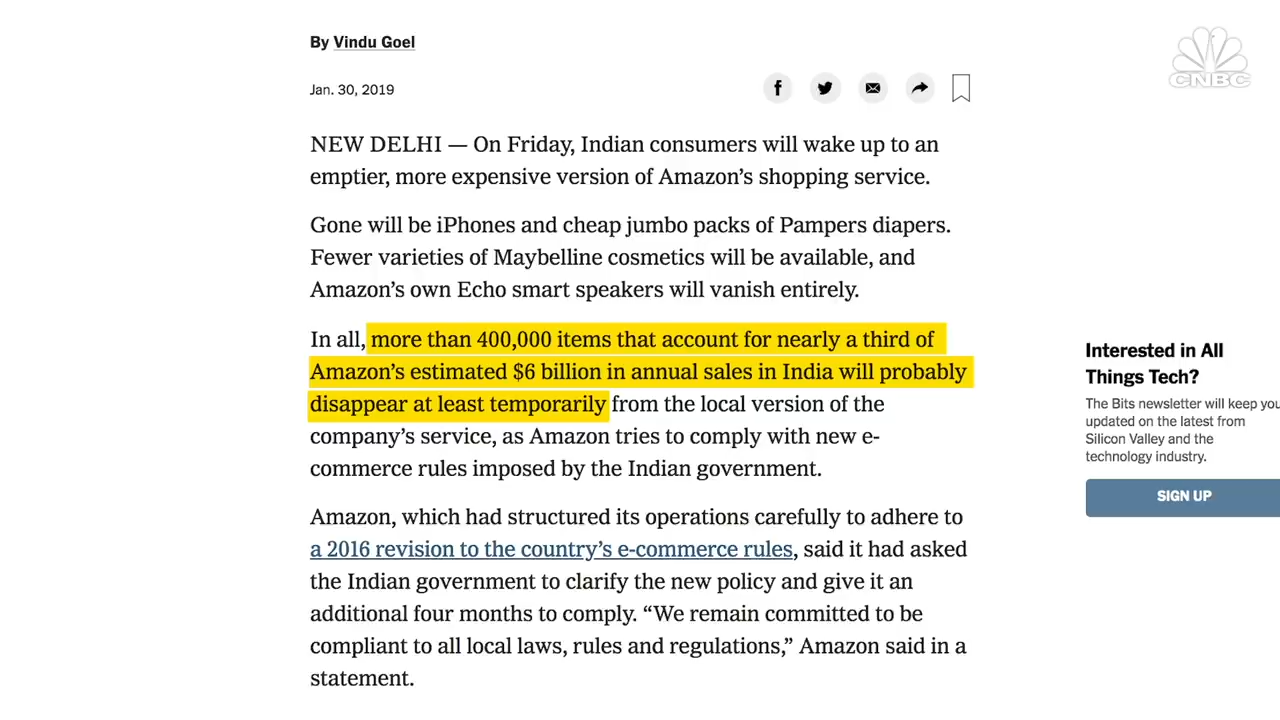 By Vindu Goel
Jan. 30, 2019
CNBC
NEW DELHI — On Friday, Indian consumers will wake up to an
emptier, more expensive version of Amazon’s shopping service.
Gone will be iPhones and cheap jumbo packs of Pampers diapers.
Fewer varieties of Maybelline cosmetics will be available, and
Amazon’s own Echo smart speakers will vanish entirely.
In all, more than 400,000 items that account for nearly a third of
Amazon’s estimated $6 billion in annual sales in India will probably
disappear at least temporarily from the local version of the
company’s service, as Amazon tries to comply with new e-
commerce rules imposed by the Indian government.
Amazon, which had structured its operations carefully to adhere to
a 2016 revision to the country’s e-commerce rules, said it had asked
the Indian government to clarify the new policy and give it an
additional four months to comply. “We remain committed to be
compliant to all local laws, rules and regulations,” Amazon said in a
statement.
Interested in All
Things Tech?
The Bits newsletter will keep you
updated on the latest from
Silicon Valley and the
technology industry.
SIGN UP